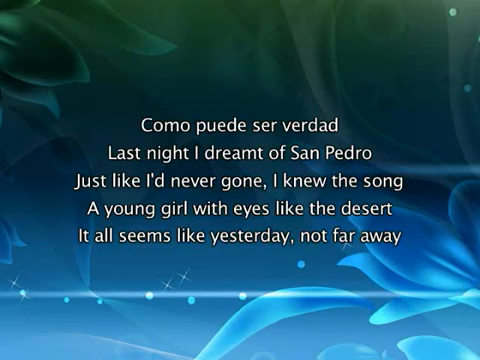 Como puede ser verdad
Last night I dreamt of San Pedro
Just like I'd never gone, I knew the song
A young girl with eyes like the desert
It all seems like yesterday, not far away